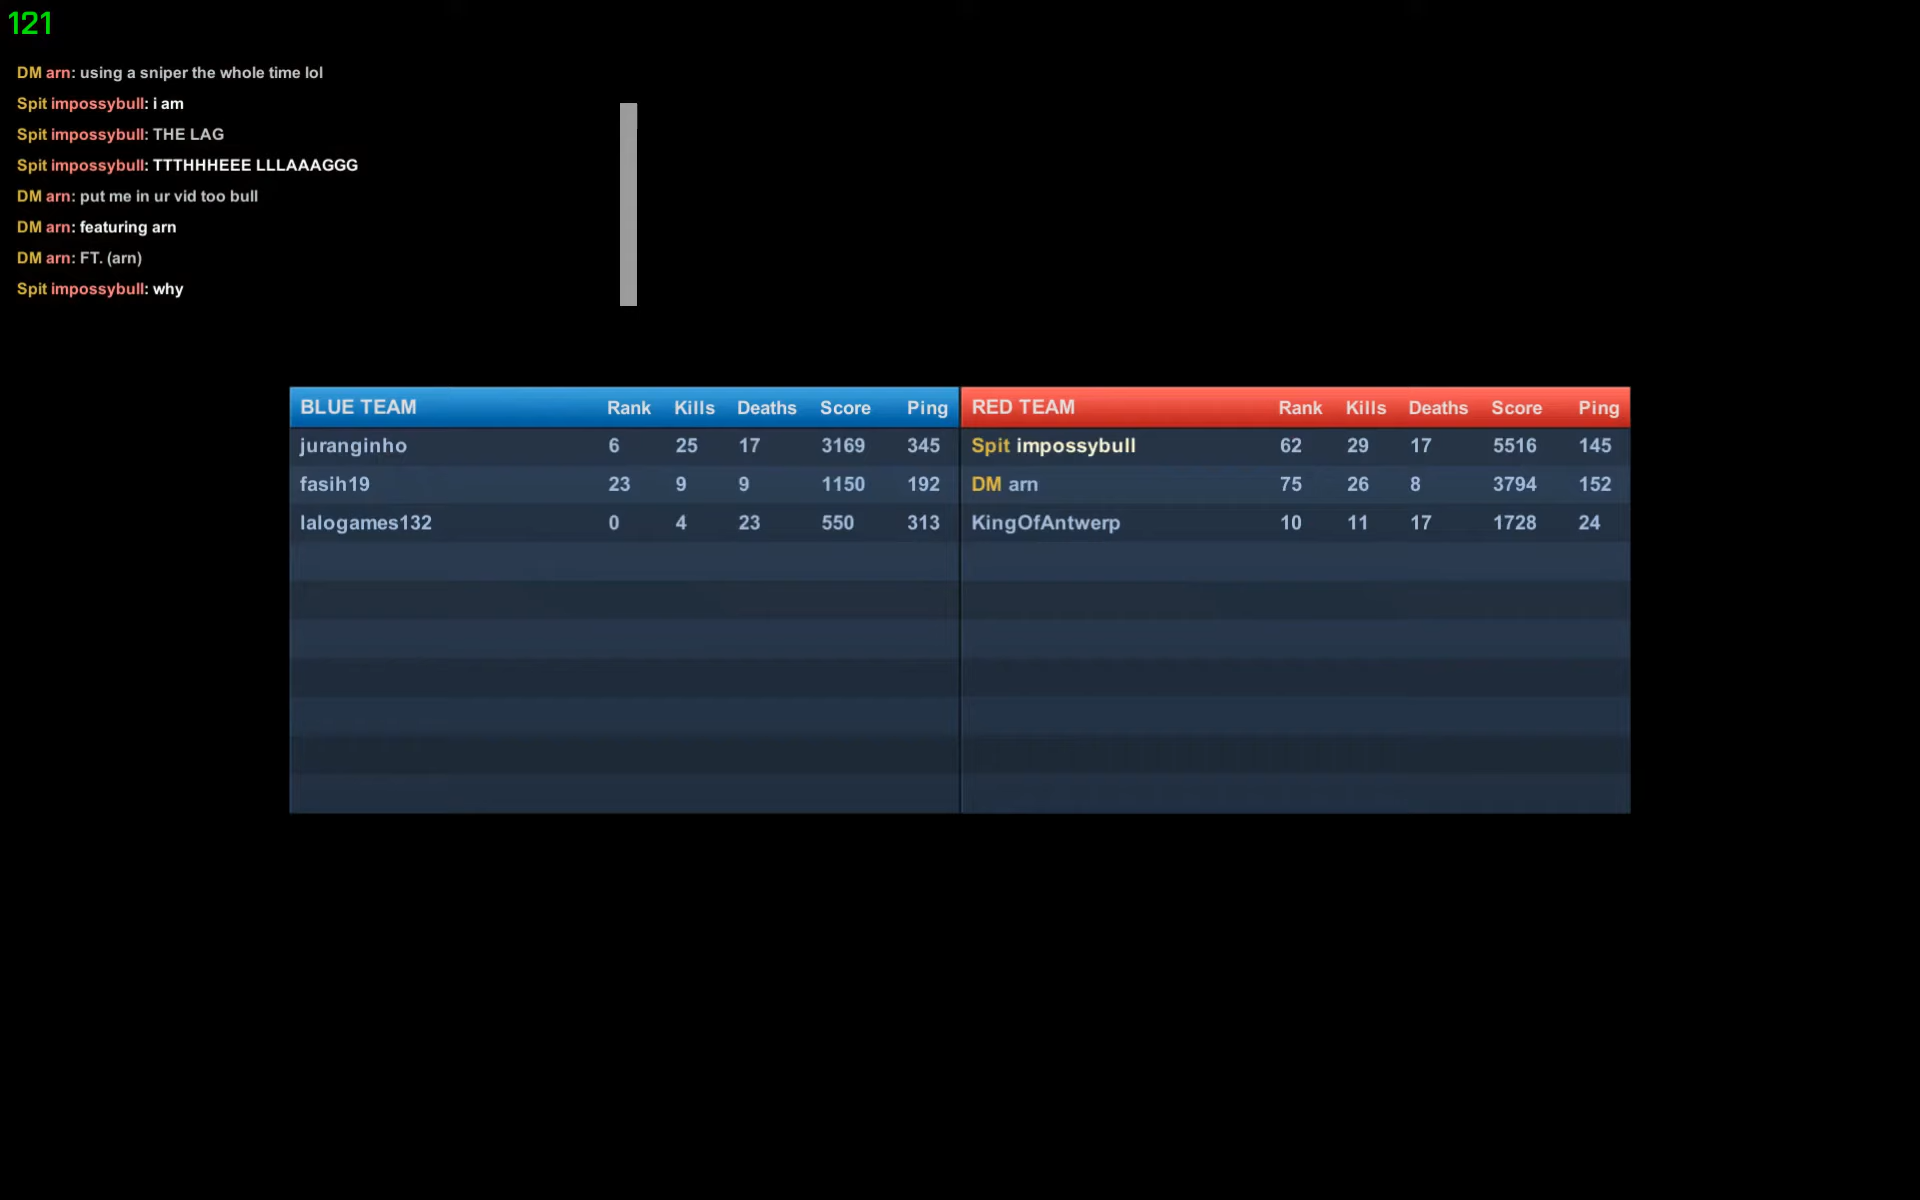 121
DM arn: using a sniper the whole time lol
Spit impossybull: i am
Spit impossybull: THE LAG
Spit impossybull: TTTHHHEEE LLLAAAGGG
DM arn: put me in ur vid too bull
DM arn: featuring arn
DM arn: FT. (arn)
Spit impossybull: why
BLUE TEAM Rank Kills Deaths Score Ping
juranginho 6 25 17 3169 345
fasih19 23 9 9 1150 192
lalogames132 0 4 23 550 313
RED TEAM Rank Kills Deaths Score Ping
Spit impossybull 62 29 17 5516 145
DM arn 75 26 8 3794 152
KingOfAntwerp 10 11 17 1728 24